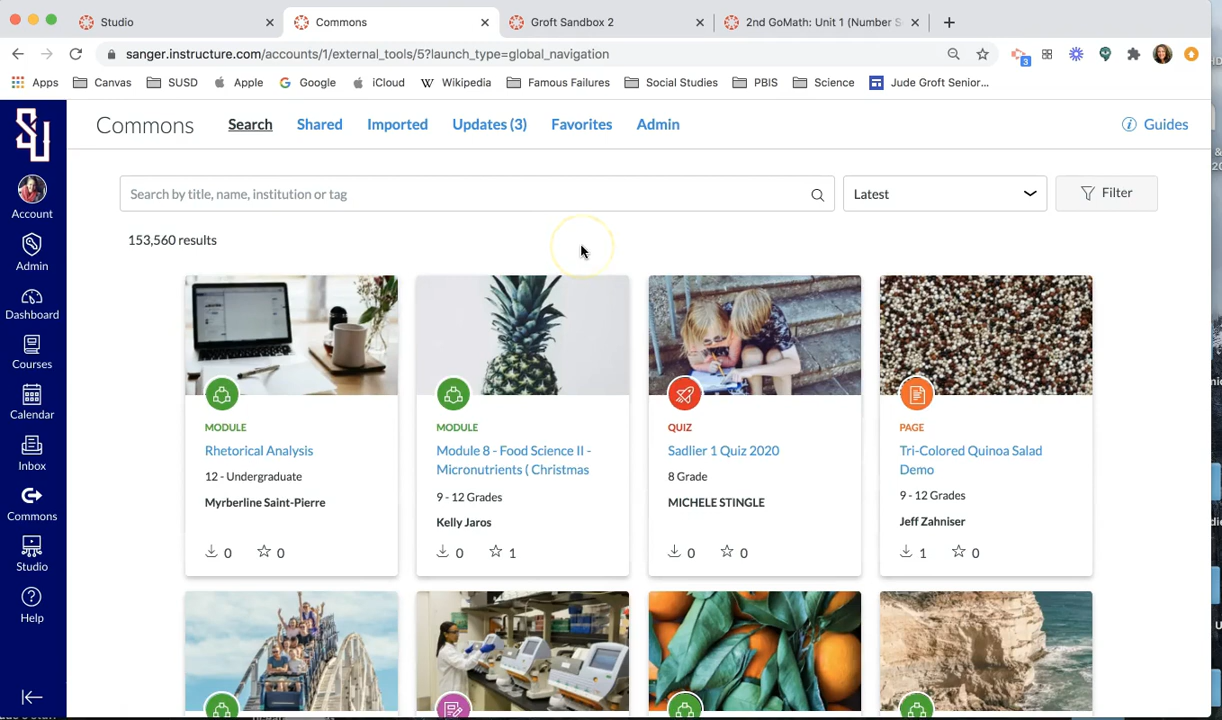 Studio
Commons
Groft Sandbox 2
2nd GoMath: Unit 1 (Number S
sanger.instructure.com/accounts/1/external_tools/5?launch_type=global_navigation
3
Apps
Canvas
SUSD
Apple
Google
iCloud
W Wikipedia
Famous Failures
Social Studies
PBIS
Science
Jude Groft Senior...
SU
Account
Admin
Dashboard
Courses
Calendar
Inbox
Commons
Studio
Help
Commons
Search
Shared
Imported
Updates (3)
Favorites
Admin
Guides
Search by title, name, institution or tag
Latest
Filter
153,560 results
MODULE
Rhetorical Analysis
12 - Undergraduate
Myrberline Saint-Pierre
0 0
MODULE
Module 8 - Food Science II -
Micronutrients ( Christmas
9 - 12 Grades
Kelly Jaros
0 1
QUIZ
Sadlier 1 Quiz 2020
8 Grade
MICHELE STINGLE
0 0
PAGE
Tri-Colored Quinoa Salad
Demo
9 - 12 Grades
Jeff Zahniser
1 0